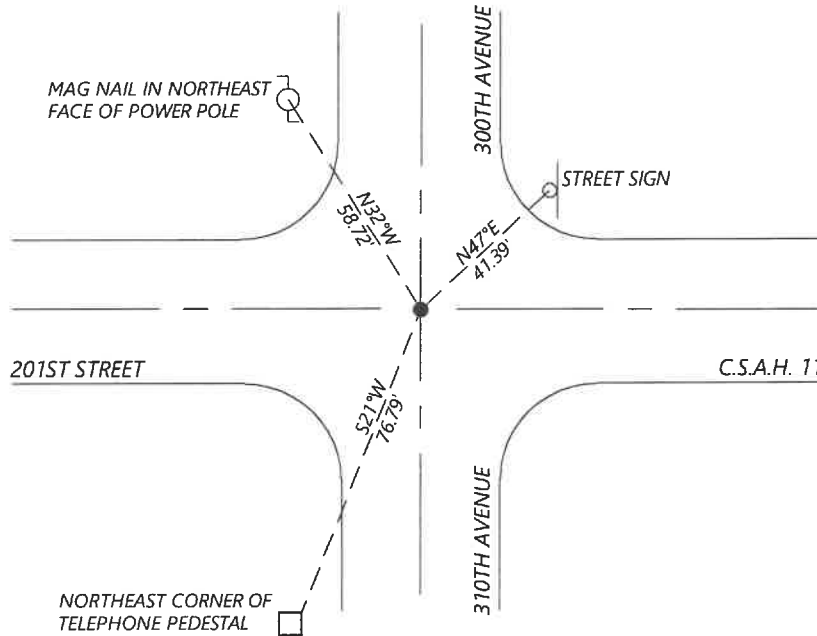 MAG NAIL IN NORTHEAST
FACE OF POWER POLE
300TH AVENUE
STREET SIGN
N32°W
58.72'
N47°E
41.39'
201ST STREET
C.S.A.H. 11
S21°W
76.79'
310TH AVENUE
NORTHEAST CORNER OF
TELEPHONE PEDESTAL